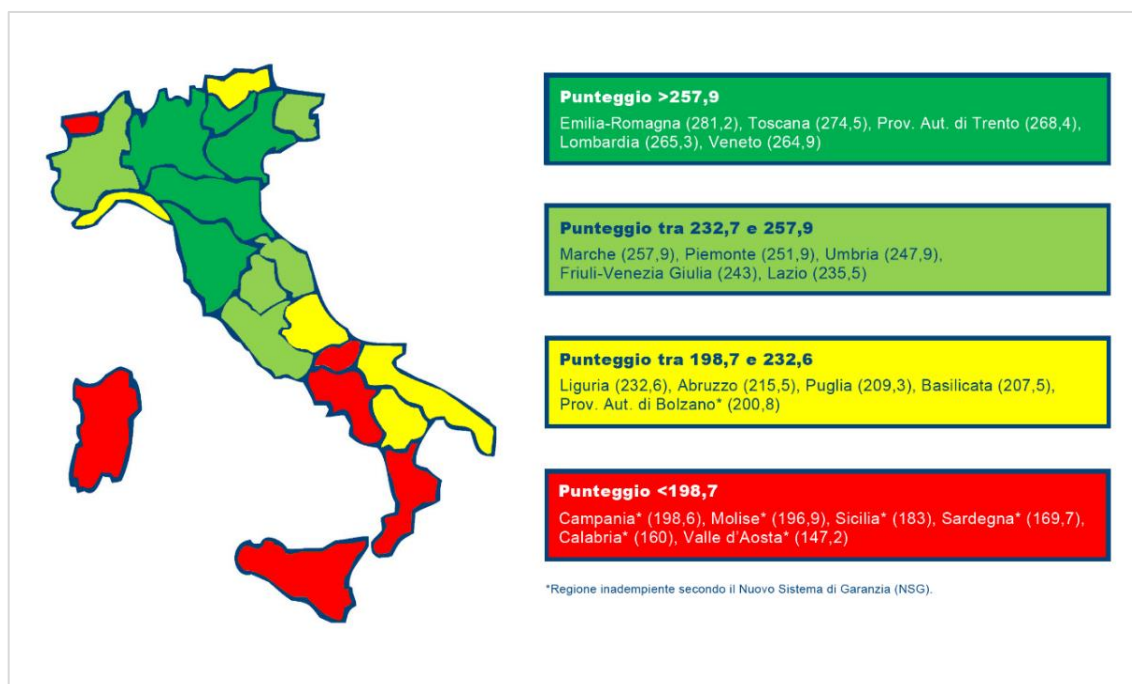 Punteggio >257,9
Emilia-Romagna (281,2), Toscana (274,5), Prov. Aut. di Trento (268,4),
Lombardia (265,3), Veneto (264,9)
Punteggio tra 232,7 e 257,9
Marche (257,9), Piemonte (251,9), Umbria (247,9),
Friuli-Venezia Giulia (243), Lazio (235,5)
Punteggio tra 198,7 e 232,6
Liguria (232,6), Abruzzo (215,5), Puglia (209,3), Basilicata (207,5),
Prov. Aut. di Bolzano* (200,8)
Punteggio <198,7
Campania* (198,6), Molise* (196,9), Sicilia* (183), Sardegna* (169,7),
Calabria* (160), Valle d'Aosta* (147,2)
*Regione inadempiente secondo il Nuovo Sistema di Garanzia (NSG).